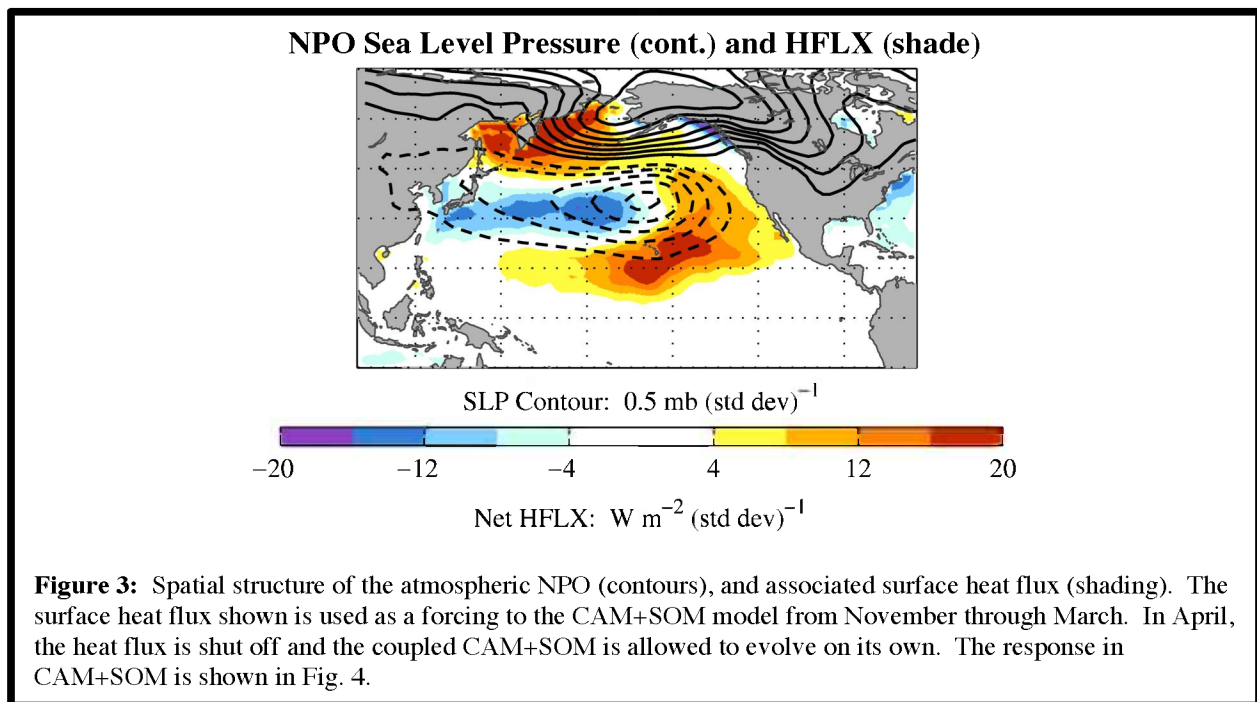 NPO Sea Level Pressure (cont.) and HFLX (shade)
SLP Contour: 0.5 mb (std dev)⁻¹
−20 −12 −4 4 12 20
Net HFLX: W m⁻² (std dev)⁻¹
Figure 3: Spatial structure of the atmospheric NPO (contours), and associated surface heat flux (shading). The
surface heat flux shown is used as a forcing to the CAM+SOM model from November through March. In April,
the heat flux is shut off and the coupled CAM+SOM is allowed to evolve on its own. The response in
CAM+SOM is shown in Fig. 4.